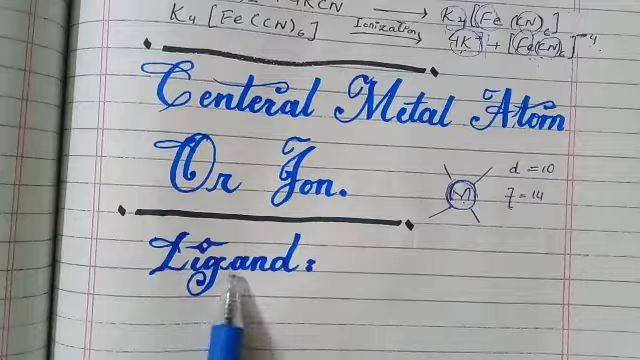 + 4KCN → K4[Fe(CN)6]
K4[Fe(CN)6] Ionization → 4K+ + [Fe(CN)6]-4
Centeral Metal Atom
Or Ion.
M
d = 10
f = 14
Ligand: